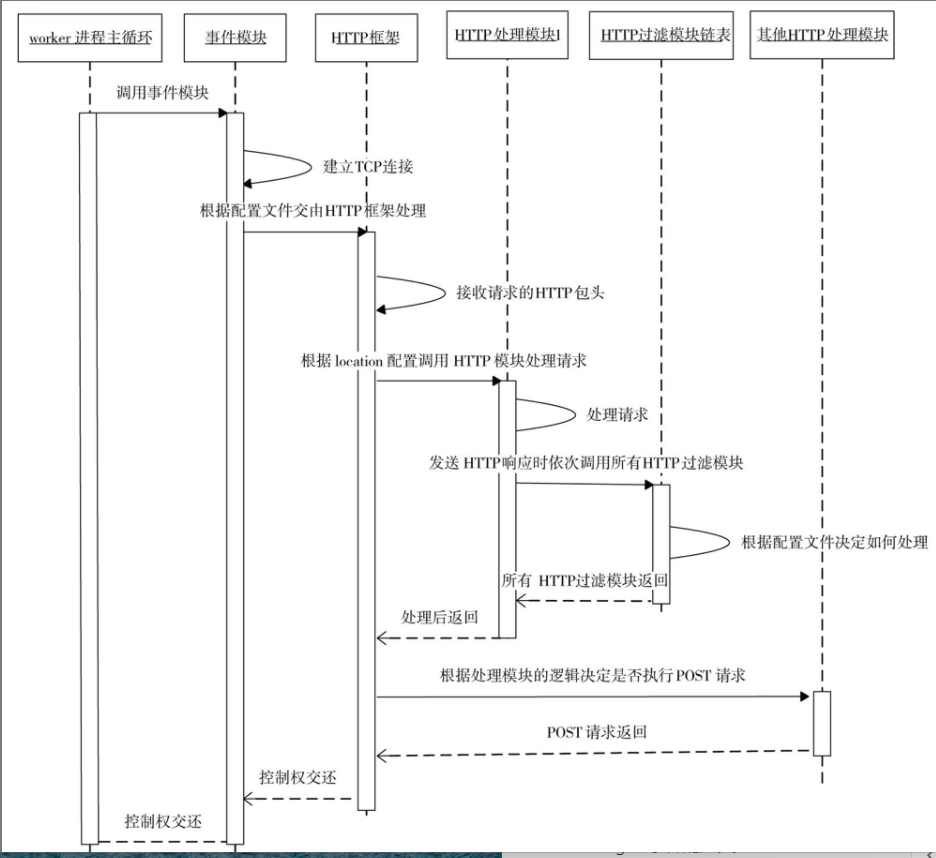 worker 进程主循环
事件模块
HTTP框架
HTTP 处理模块1
HTTP过滤模块链表
其他HTTP 处理模块
调用事件模块
建立TCP连接
根据配置文件交由HTTP 框架处理
接收请求的HTTP 包头
根据 location 配置调用 HTTP 模块处理请求
处理请求
发送 HTTP 响应时依次调用所有HTTP 过滤模块
根据配置文件决定如何处理
所有 HTTP过滤模块返回
处理后返回
根据处理模块的逻辑决定是否执行 POST 请求
POST 请求返回
控制权交还
控制权交还